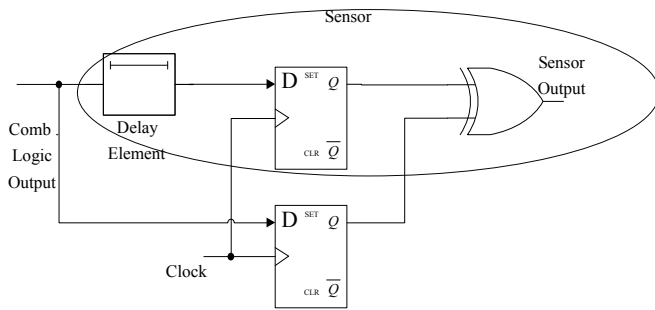 Sensor
D SET Q
CLR Q
Sensor
Output
Comb .
Logic
Output
Delay
Element
D SET Q
CLR Q
Clock